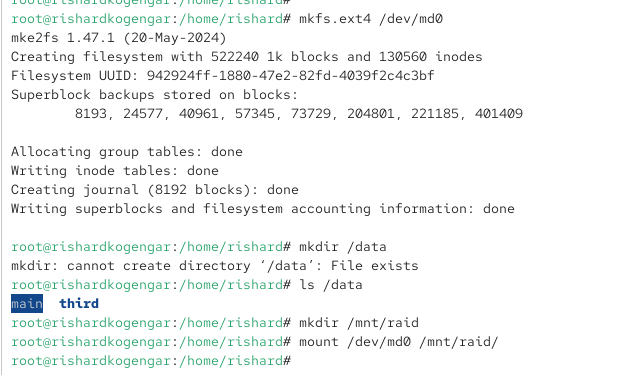 root@rishardkogengar:/home/rishard# mkfs.ext4 /dev/md0
mke2fs 1.47.1 (20-May-2024)
Creating filesystem with 522240 1k blocks and 130560 inodes
Filesystem UUID: 942924ff-1880-47e2-82fd-4039f2c4c3bf
Superblock backups stored on blocks:
        8193, 24577, 40961, 57345, 73729, 204801, 221185, 401409
Allocating group tables: done
Writing inode tables: done
Creating journal (8192 blocks): done
Writing superblocks and filesystem accounting information: done
root@rishardkogengar:/home/rishard# mkdir /data
mkdir: cannot create directory ‘/data’: File exists
root@rishardkogengar:/home/rishard# ls /data
main  third
root@rishardkogengar:/home/rishard# mkdir /mnt/raid
root@rishardkogengar:/home/rishard# mount /dev/md0 /mnt/raid/
root@rishardkogengar:/home/rishard#